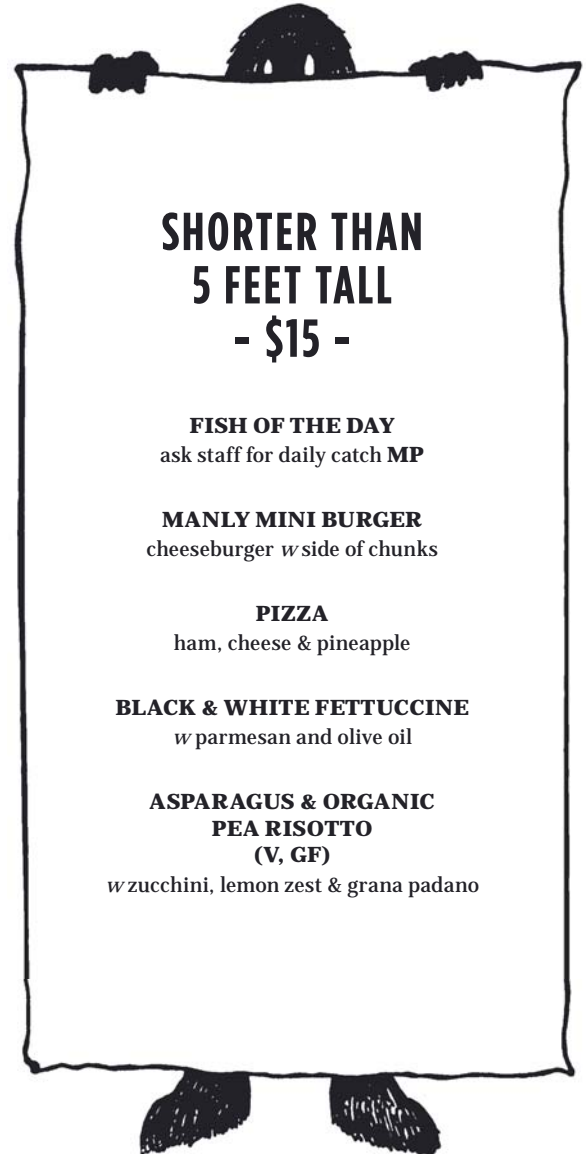 SHORTER THAN
5 FEET TALL
- $15 -
FISH OF THE DAY
ask staff for daily catch MP
MANLY MINI BURGER
cheeseburger w side of chunks
PIZZA
ham, cheese & pineapple
BLACK & WHITE FETTUCCINE
w parmesan and olive oil
ASPARAGUS & ORGANIC
PEA RISOTTO
(V, GF)
w zucchini, lemon zest & grana padano